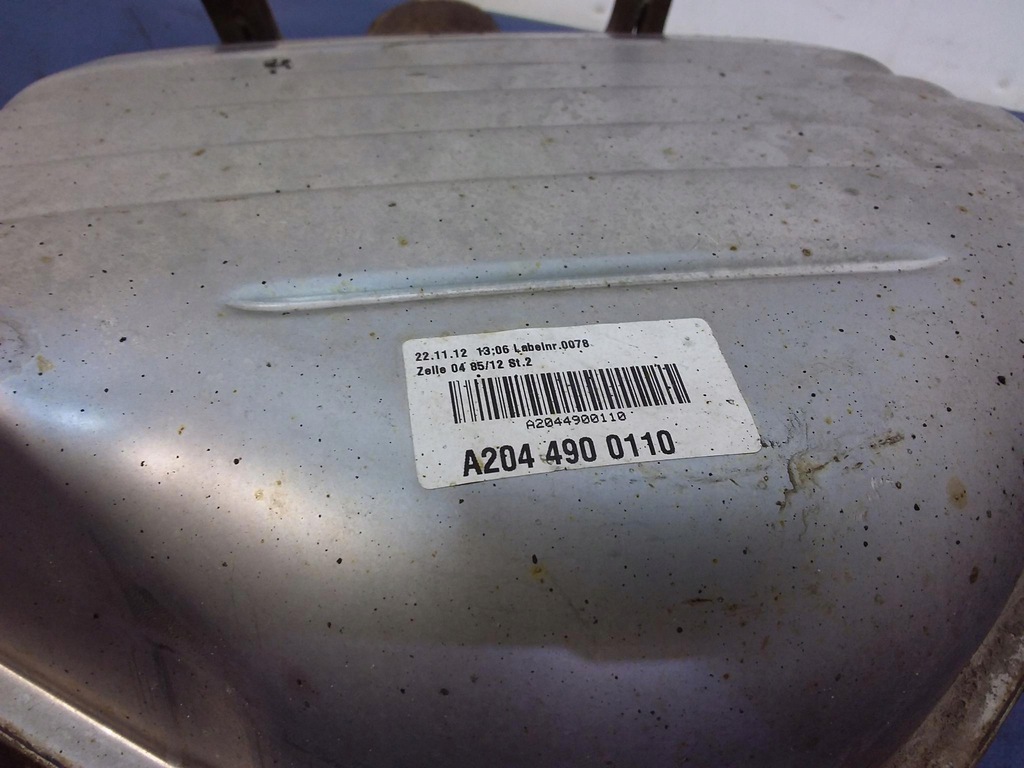 22.11.12 13:06 Labelnr.0078
Zelle 04 85/12 St.2
A2044900110
A204 490 0110